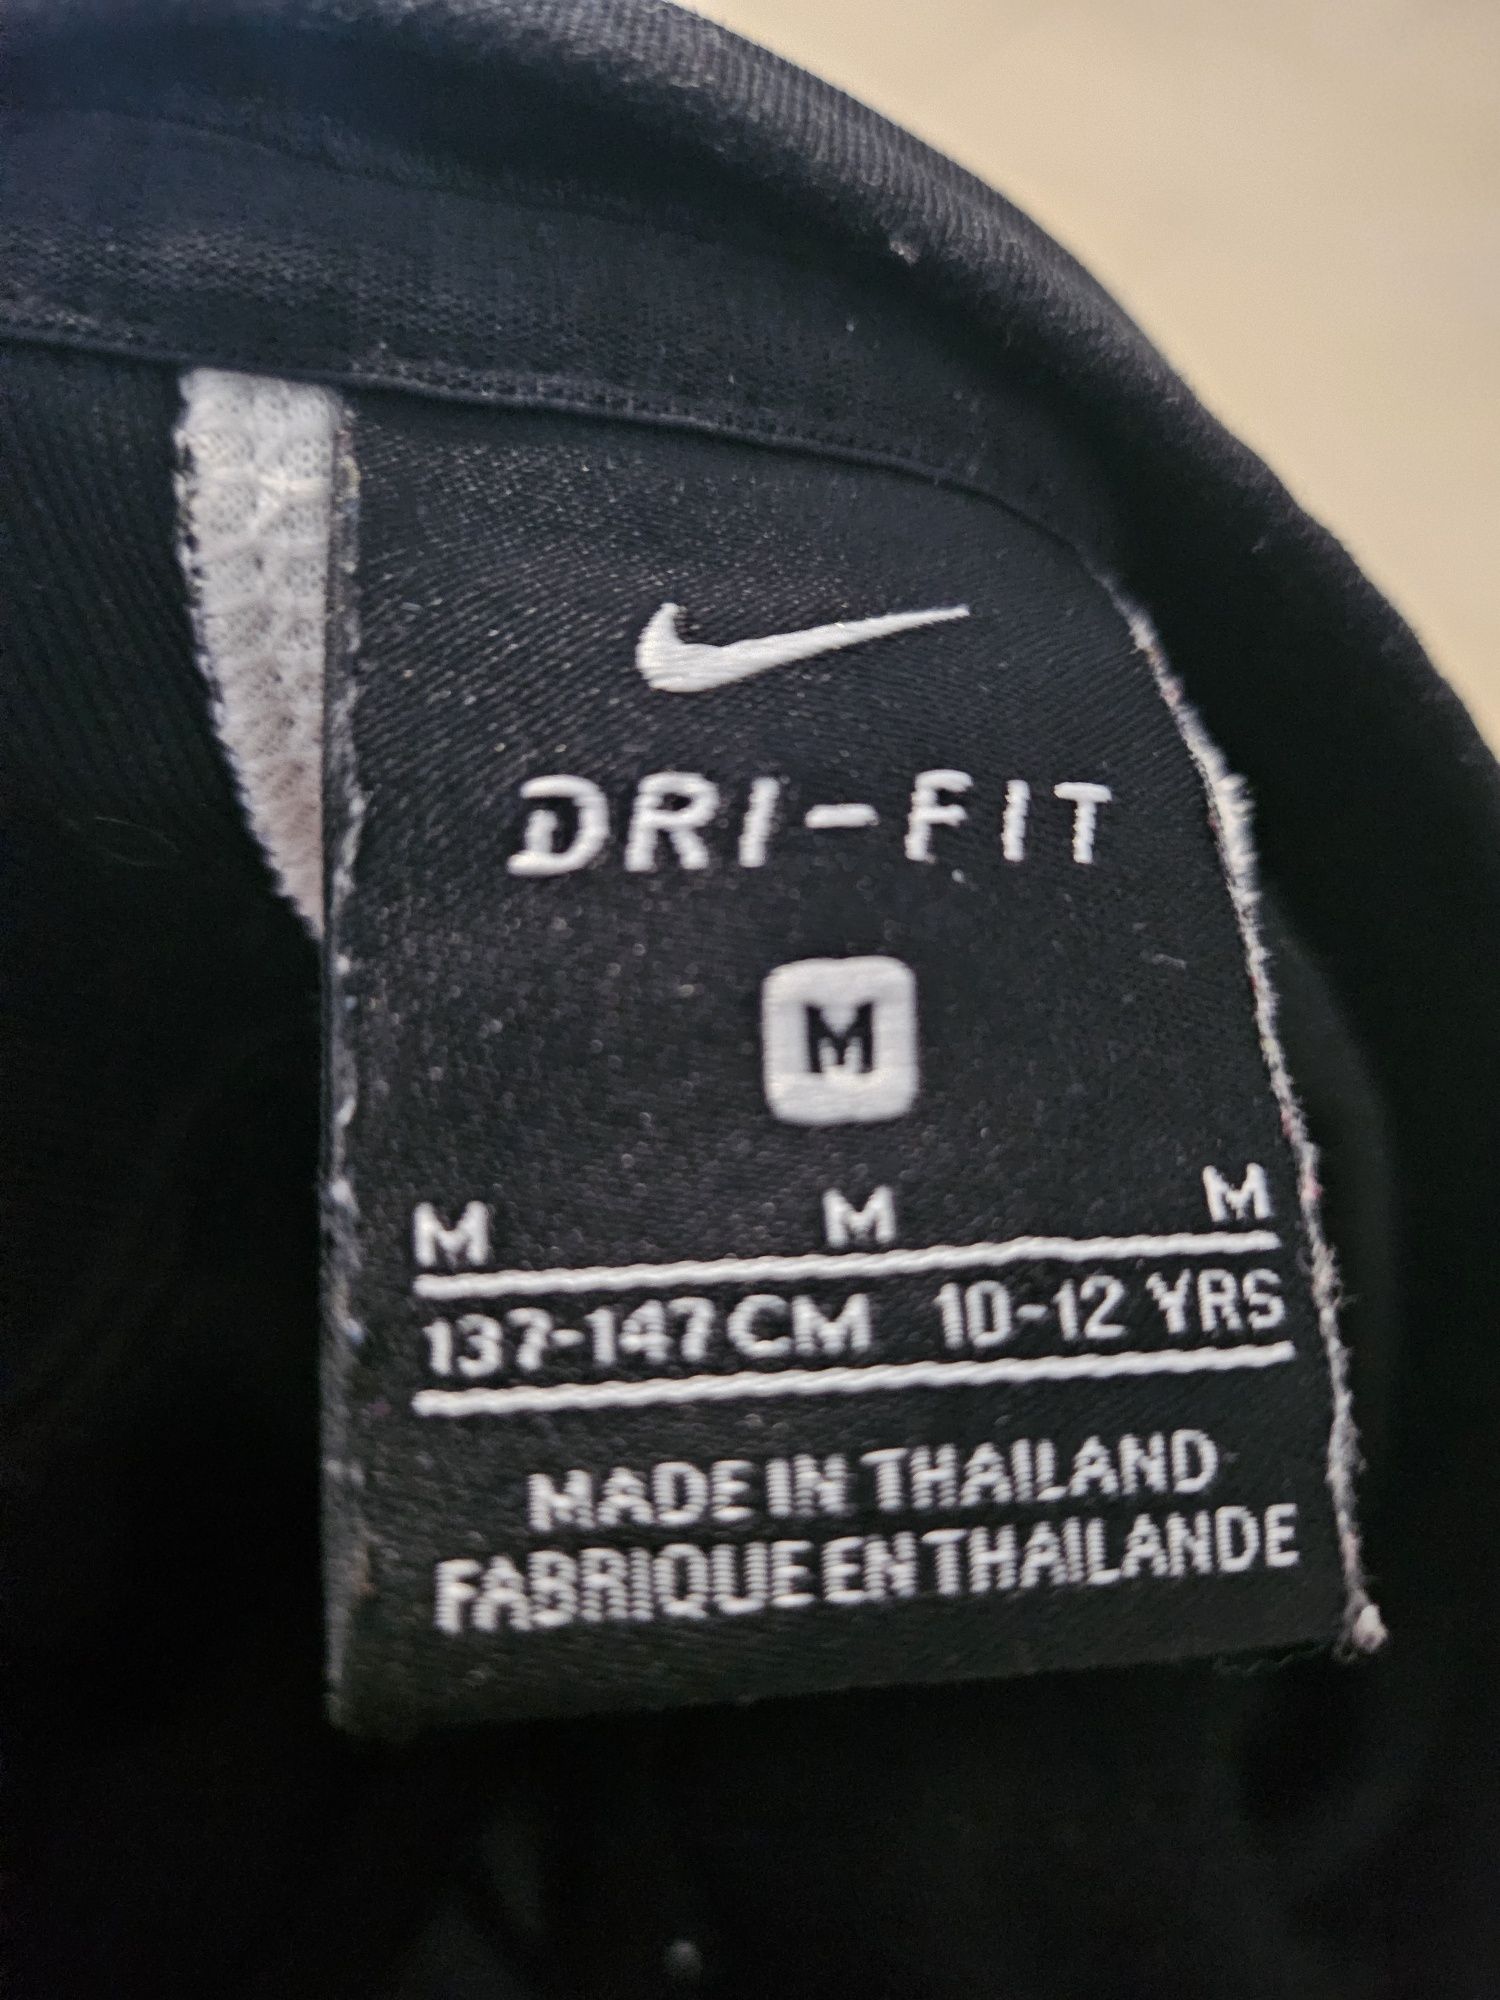 DRI-FIT
M
M M M
137-147 CM 10-12 YRS
MADE IN THAILAND
FABRIQUE EN THAILANDE